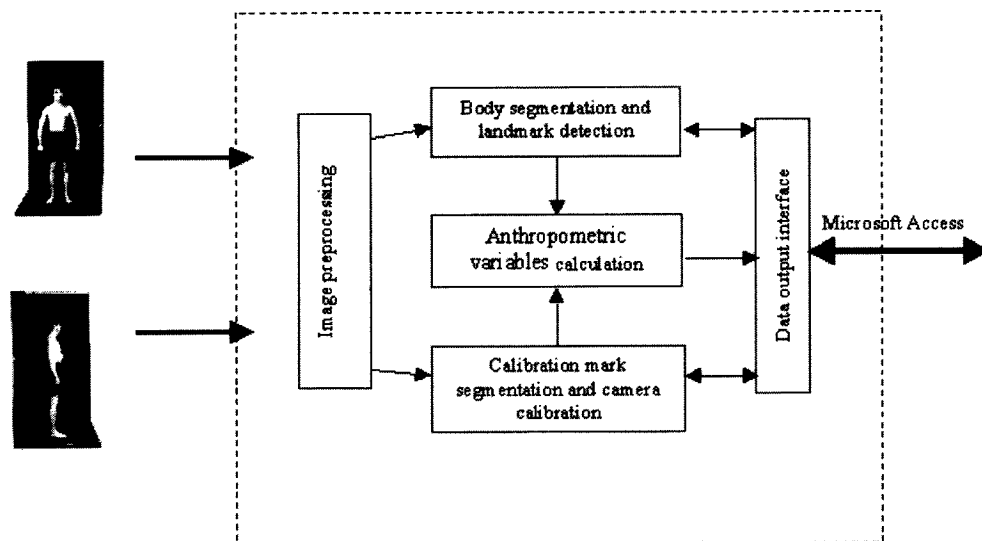 Body segmentation and
landmark detection
Image preprocessing
Anthropometric
variables calculation
Calibration mark
segmentation and camera
calibration
Data output interface
Microsoft Access